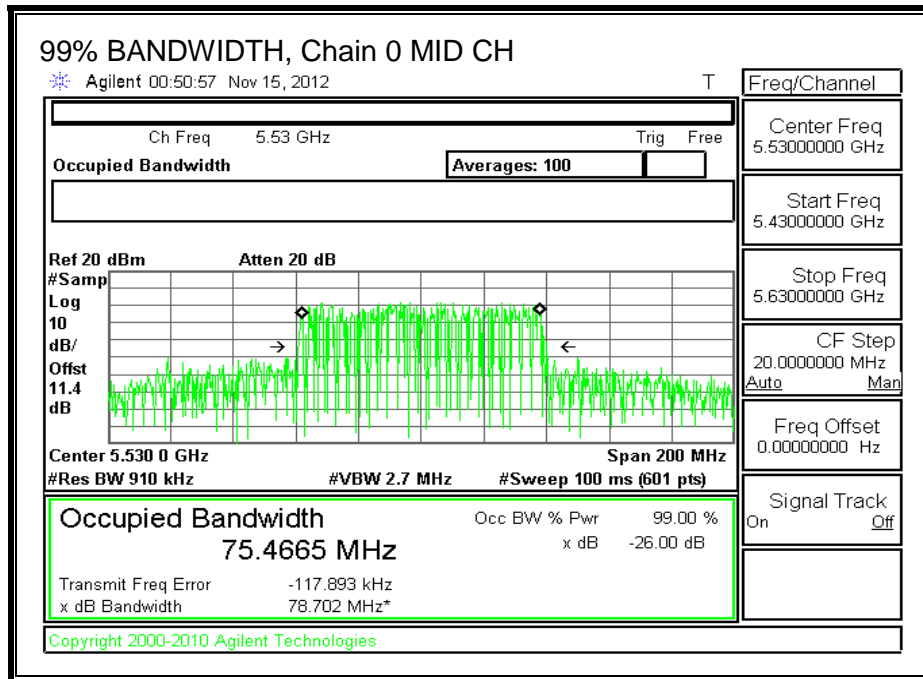 99% BANDWIDTH, Chain 0 MID CH
Agilent 00:50:57 Nov 15, 2012 T
Freq/Channel
Ch Freq 5.53 GHz Trig Free
Occupied Bandwidth Averages: 100
Center Freq
5.53000000 GHz
Start Freq
5.43000000 GHz
Stop Freq
5.63000000 GHz
CF Step
20.0000000 MHz
Auto Man
Freq Offset
0.00000000 Hz
Signal Track
On Off
Ref 20 dBm Atten 20 dB
#Samp
Log
10
dB/
Offst
11.4
dB
Center 5.530 0 GHz Span 200 MHz
#Res BW 910 kHz #VBW 2.7 MHz #Sweep 100 ms (601 pts)
Occupied Bandwidth Occ BW % Pwr 99.00 %
75.4665 MHz x dB -26.00 dB
Transmit Freq Error -117.893 kHz
x dB Bandwidth 78.702 MHz*
Copyright 2000-2010 Agilent Technologies